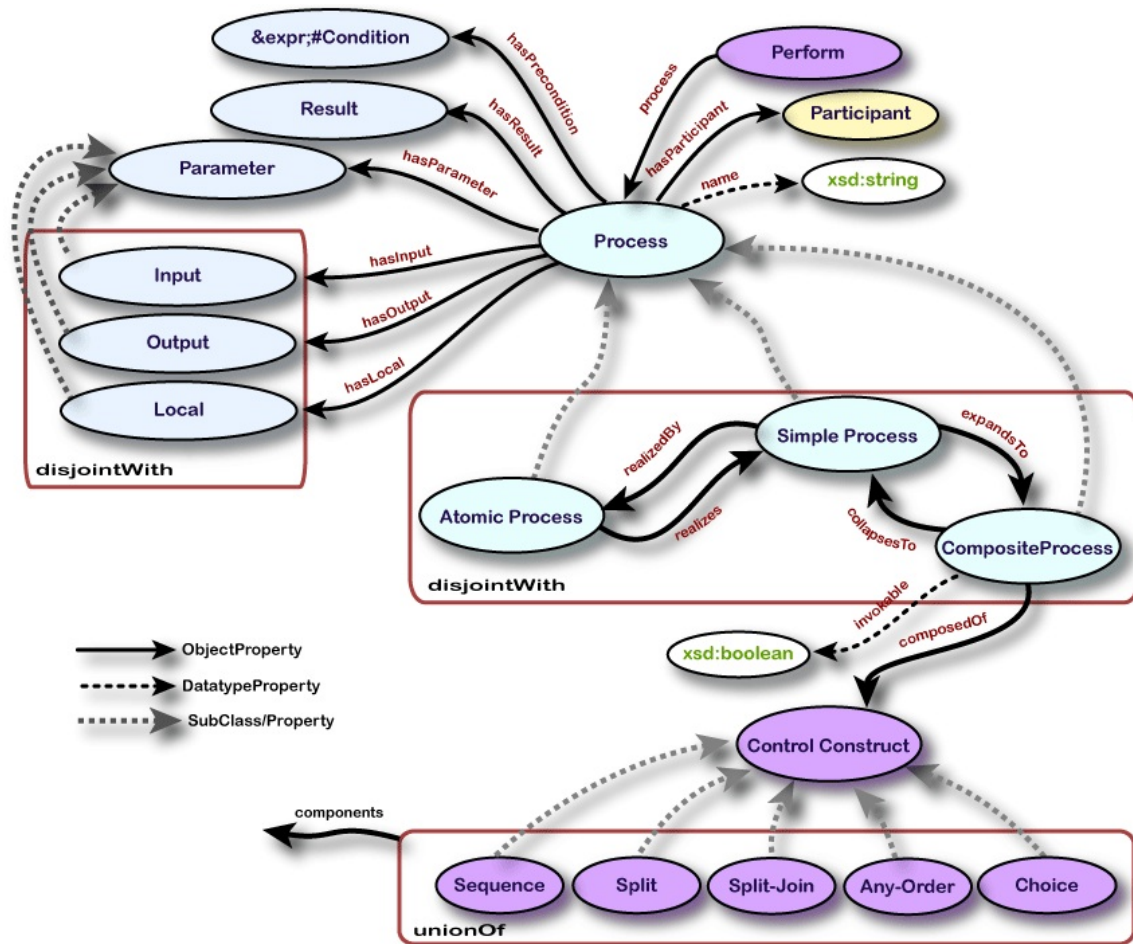 &expr;#Condition
hasPrecondition
process
Perform
Result
hasResult
hasParticipant
Participant
Parameter
hasParameter
name
xsd:string
Process
Input
hasInput
Output
hasOutput
Local
hasLocal
disjointWith
Simple Process
expandsTo
realizedBy
realizes
Atomic Process
collapsesTo
CompositeProcess
disjointWith
invokable
composedOf
xsd:boolean
ObjectProperty
DatatypeProperty
SubClass/Property
Control Construct
components
Sequence
Split
Split-Join
Any-Order
Choice
unionOf